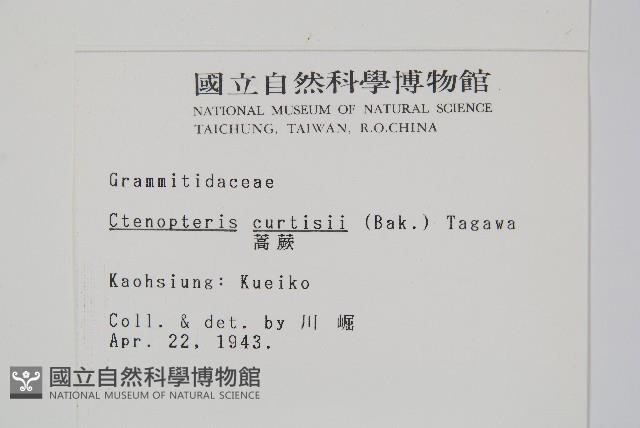 國立自然科學博物館
NATIONAL MUSEUM OF NATURAL SCIENCE
TAICHUNG, TAIWAN, R.O.CHINA
Grammitidaceae
Ctenopteris curtisii (Bak.) Tagawa
蒿蕨
Kaohsiung: Kueiko
Coll. & det. by 川 崛
Apr. 22, 1943.
國立自然科學博物館
NATIONAL MUSEUM OF NATURAL SCIENCE